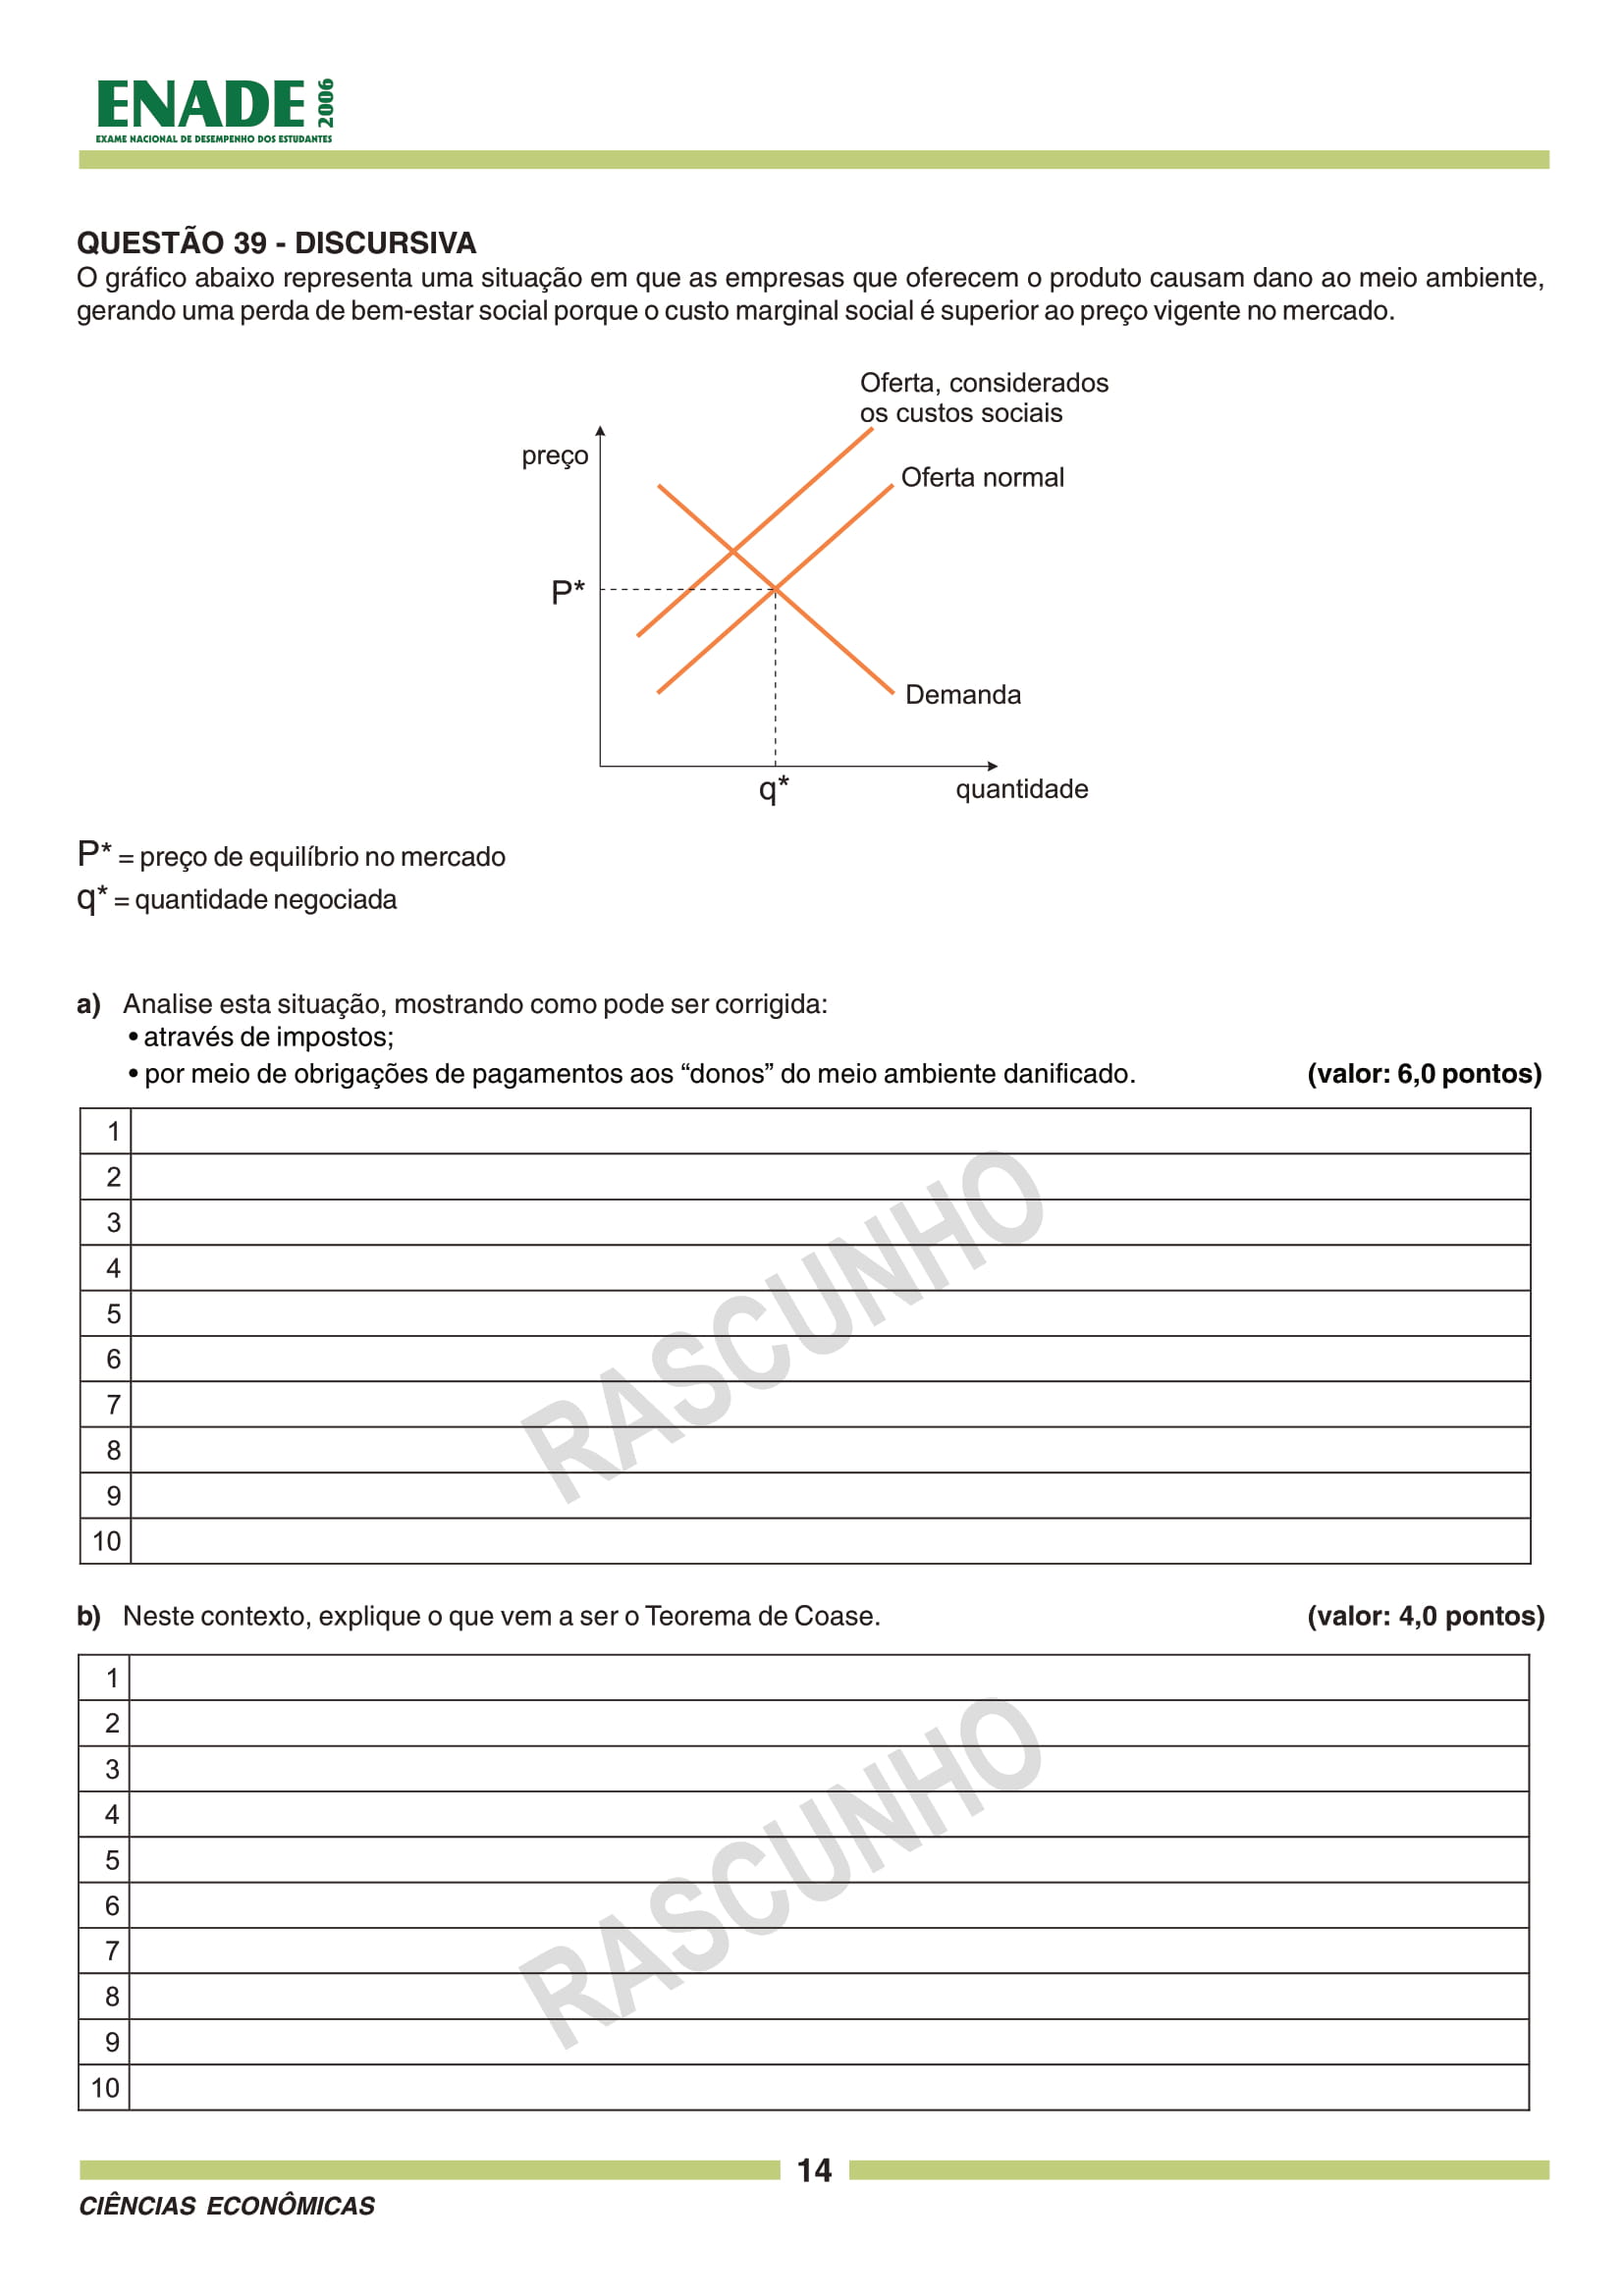 ENADE 2006
EXAME NACIONAL DE DESEMPENHO DOS ESTUDANTES
QUESTÃO 39 - DISCURSIVA
O gráfico abaixo representa uma situação em que as empresas que oferecem o produto causam dano ao meio ambiente,
gerando uma perda de bem-estar social porque o custo marginal social é superior ao preço vigente no mercado.
Oferta, considerados
os custos sociais
preço
Oferta normal
P*
Demanda
q*
quantidade
P* = preço de equilíbrio no mercado
q* = quantidade negociada
a) Analise esta situação, mostrando como pode ser corrigida:
• através de impostos;
• por meio de obrigações de pagamentos aos “donos” do meio ambiente danificado. (valor: 6,0 pontos)
1
2
3
4
5
6
7
8
9
10
RASCUNHO
b) Neste contexto, explique o que vem a ser o Teorema de Coase. (valor: 4,0 pontos)
1
2
3
4
5
6
7
8
9
10
RASCUNHO
14
CIÊNCIAS ECONÔMICAS